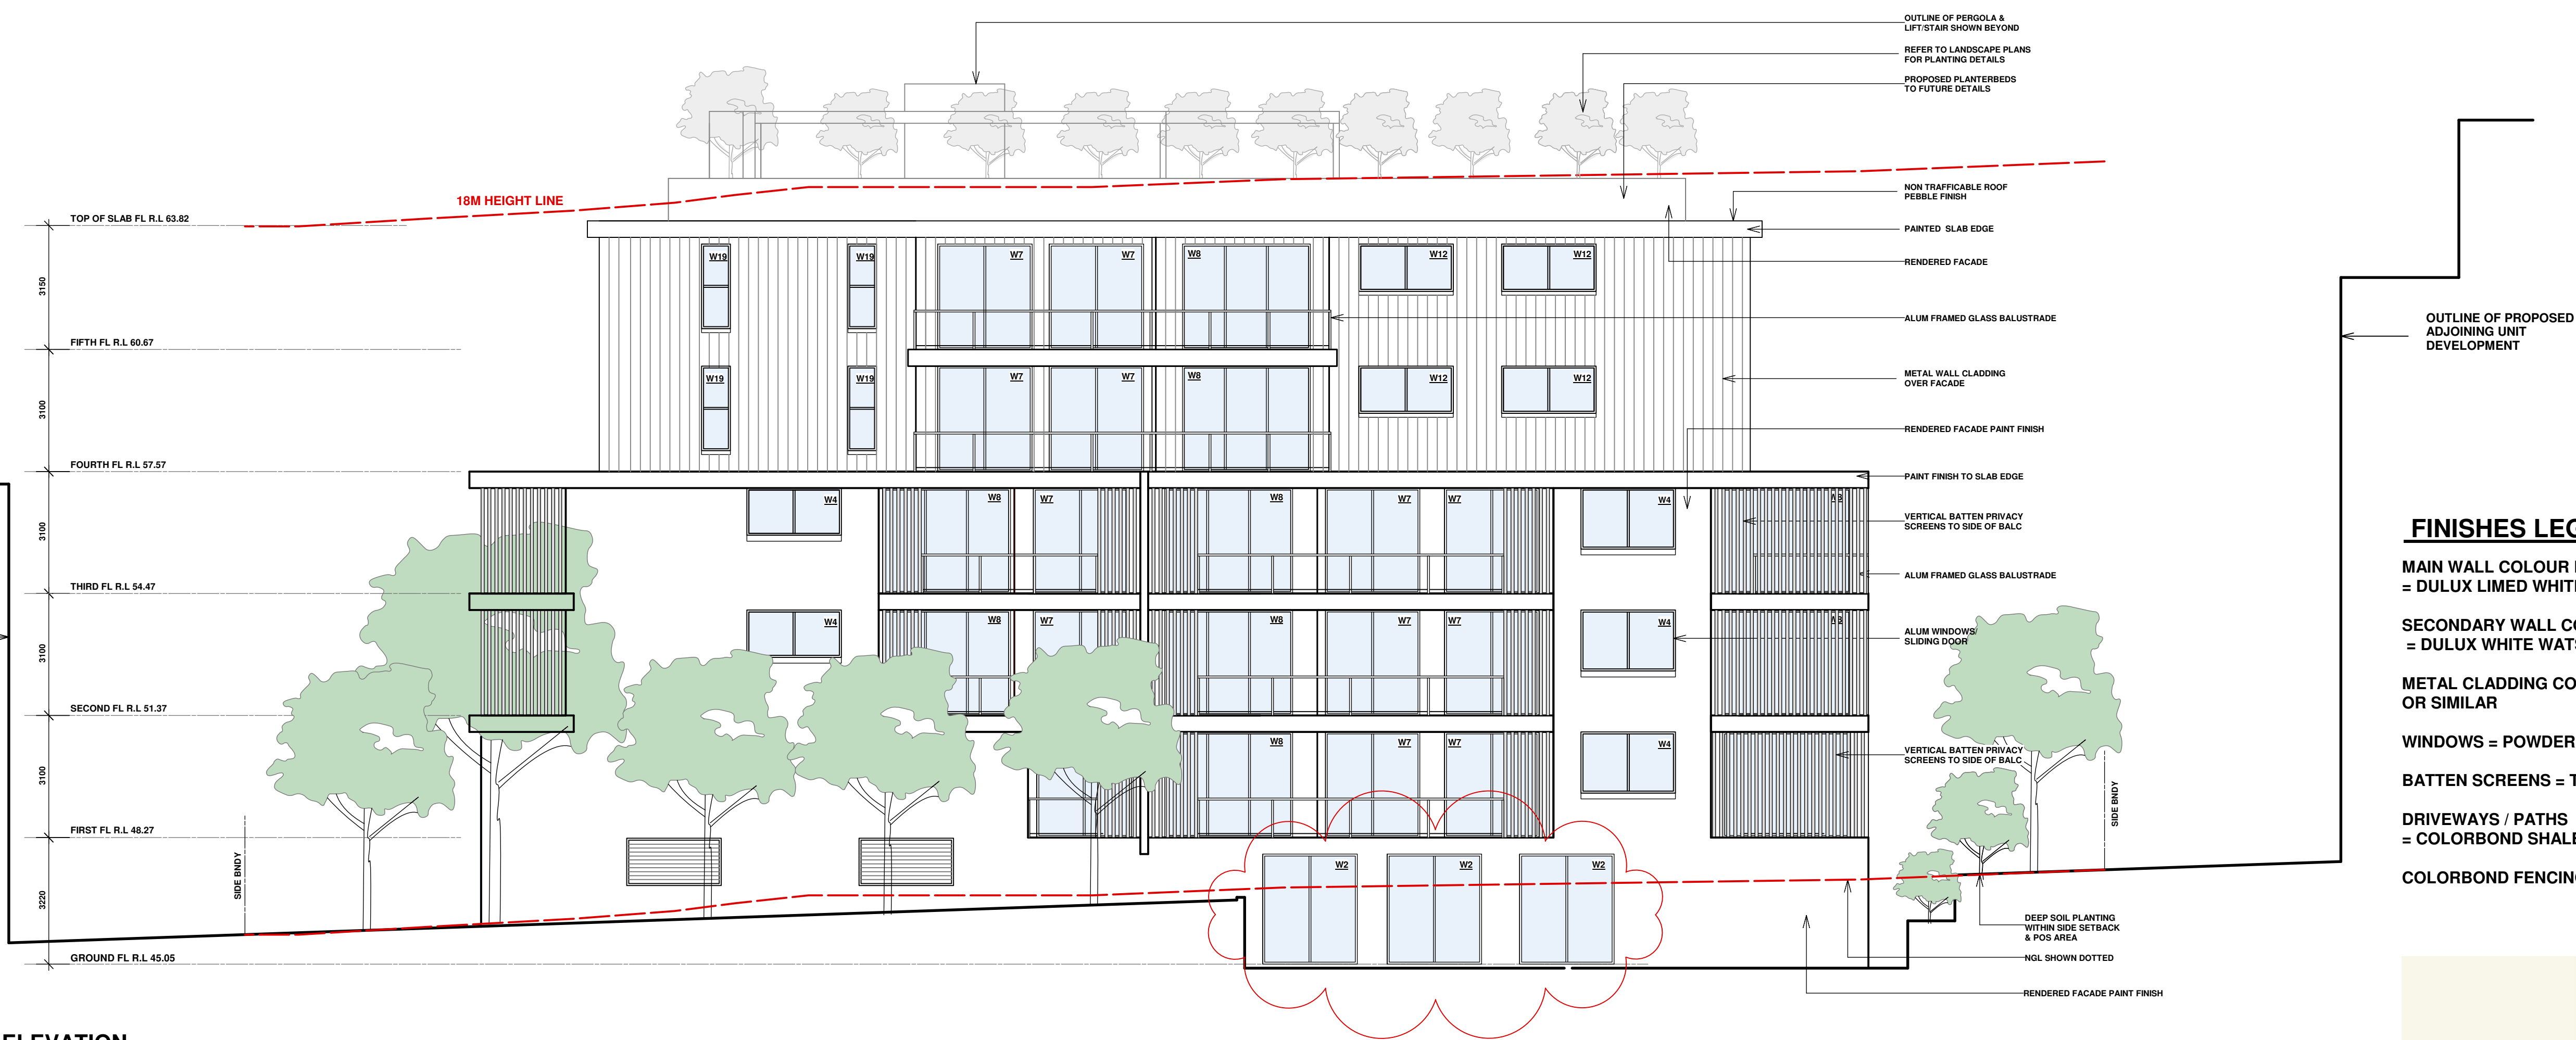 OUTLINE OF PERGOLA &
LIFT/STAIR SHOWN BEYOND
REFER TO LANDSCAPE PLANS
FOR PLANTING DETAILS
PROPOSED PLANTERBEDS
TO FUTURE DETAILS
18M HEIGHT LINE
NON TRAFFICABLE ROOF
PEBBLE FINISH
TOP OF SLAB FL R.L 63.82
PAINTED SLAB EDGE
RENDERED FACADE
W19 W19 W7 W7 W8 W12 W12
3150
ALUM FRAMED GLASS BALUSTRADE
OUTLINE OF PROPOSED
ADJOINING UNIT
DEVELOPMENT
FIFTH FL R.L 60.67
W19 W19 W7 W7 W8 W12 W12
METAL WALL CLADDING
OVER FACADE
3100
RENDERED FACADE PAINT FINISH
FOURTH FL R.L 57.57
PAINT FINISH TO SLAB EDGE
W4 W8 W7 W8 W7 W7 W4
3100
VERTICAL BATTEN PRIVACY
SCREENS TO SIDE OF BALC
ALUM FRAMED GLASS BALUSTRADE
THIRD FL R.L 54.47
W4 W8 W7 W8 W7 W7 W4
3100
ALUM WINDOWS/
SLIDING DOOR
SECOND FL R.L 51.37
W8 W7 W7 W4
3100
VERTICAL BATTEN PRIVACY
SCREENS TO SIDE OF BALC
SIDE BNDY
FIRST FL R.L 48.27
W2 W2 W2
SIDE BNDY
3220
DEEP SOIL PLANTING
WITHIN SIDE SETBACK
& POS AREA
GROUND FL R.L 45.05
NGL SHOWN DOTTED
RENDERED FACADE PAINT FINISH
ELEVATION
FINISHES LEG
MAIN WALL COLOUR
= DULUX LIMED WHIT
SECONDARY WALL CO
= DULUX WHITE WATS
METAL CLADDING CO
OR SIMILAR
WINDOWS = POWDER
BATTEN SCREENS = T
DRIVEWAYS / PATHS
= COLORBOND SHALE
COLORBOND FENCING